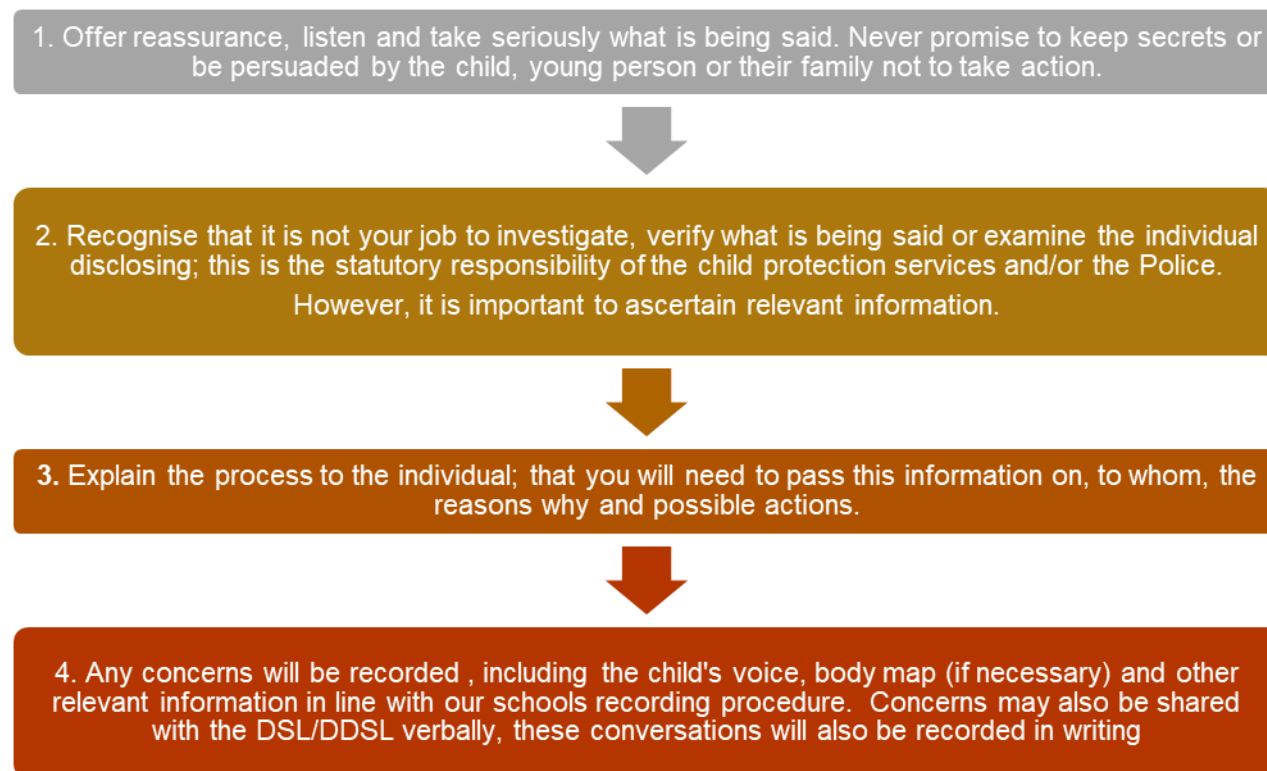 1. Offer reassurance, listen and take seriously what is being said. Never promise to keep secrets or
be persuaded by the child, young person or their family not to take action.
2. Recognise that it is not your job to investigate, verify what is being said or examine the individual
disclosing; this is the statutory responsibility of the child protection services and/or the Police.
However, it is important to ascertain relevant information.
3. Explain the process to the individual; that you will need to pass this information on, to whom, the
reasons why and possible actions.
4. Any concerns will be recorded , including the child's voice, body map (if necessary) and other
relevant information in line with our schools recording procedure. Concerns may also be shared
with the DSL/DDSL verbally, these conversations will also be recorded in writing